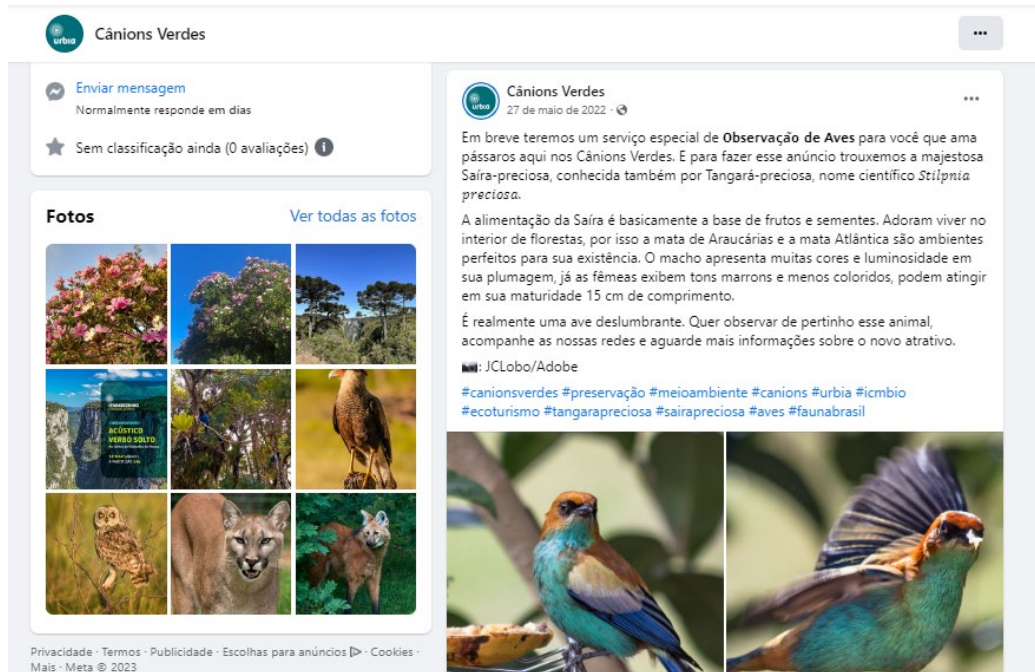 urbia
Cânions Verdes
Enviar mensagem
Normalmente responde em dias
Sem classificação ainda (0 avaliações)
Fotos
Ver todas as fotos
ITAIMBEZINHO
ACÚSTICO
VERBO SOLTO
Privacidade · Termos · Publicidade · Escolhas para anúncios · Cookies ·
Mais · Meta © 2023
urbia
Cânions Verdes
27 de maio de 2022 ·
Em breve teremos um serviço especial de Observação de Aves para você que ama
pássaros aqui nos Cânions Verdes. E para fazer esse anúncio trouxemos a majestosa
Saíra-preciosa, conhecida também por Tangará-preciosa, nome científico Stilpnia
preciosa.
A alimentação da Saíra é basicamente a base de frutos e sementes. Adoram viver no
interior de florestas, por isso a mata de Araucárias e a mata Atlântica são ambientes
perfeitos para sua existência. O macho apresenta muitas cores e luminosidade em
sua plumagem, já as fêmeas exibem tons marrons e menos coloridos, podem atingir
em sua maturidade 15 cm de comprimento.
É realmente uma ave deslumbrante. Quer observar de pertinho esse animal,
acompanhe as nossas redes e aguarde mais informações sobre o novo atrativo.
📷: JCLobo/Adobe
#canionsverdes #preservação #meioambiente #canions #urbia #icmbio
#ecoturismo #tangarapreciosa #sairapreciosa #aves #faunabrasil